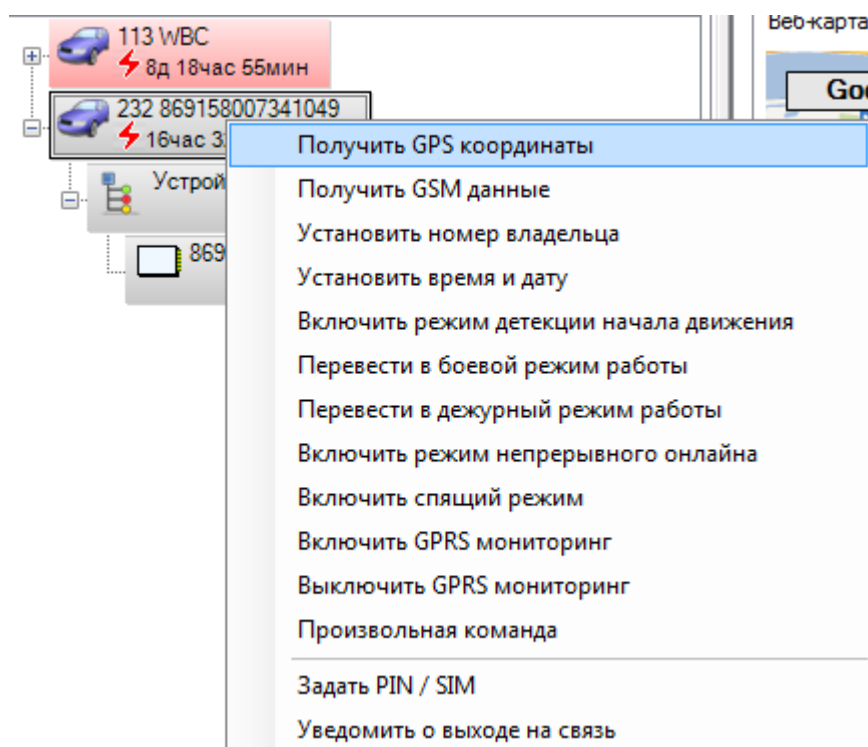 Веб-карта
113 WBC
8д 18час 55мин
232 869158007341049
16час 3
Goo
Устрой
869
Получить GPS координаты
Получить GSM данные
Установить номер владельца
Установить время и дату
Включить режим детекции начала движения
Перевести в боевой режим работы
Перевести в дежурный режим работы
Включить режим непрерывного онлайна
Включить спящий режим
Включить GPRS мониторинг
Выключить GPRS мониторинг
Произвольная команда
Задать PIN / SIM
Уведомить о выходе на связь